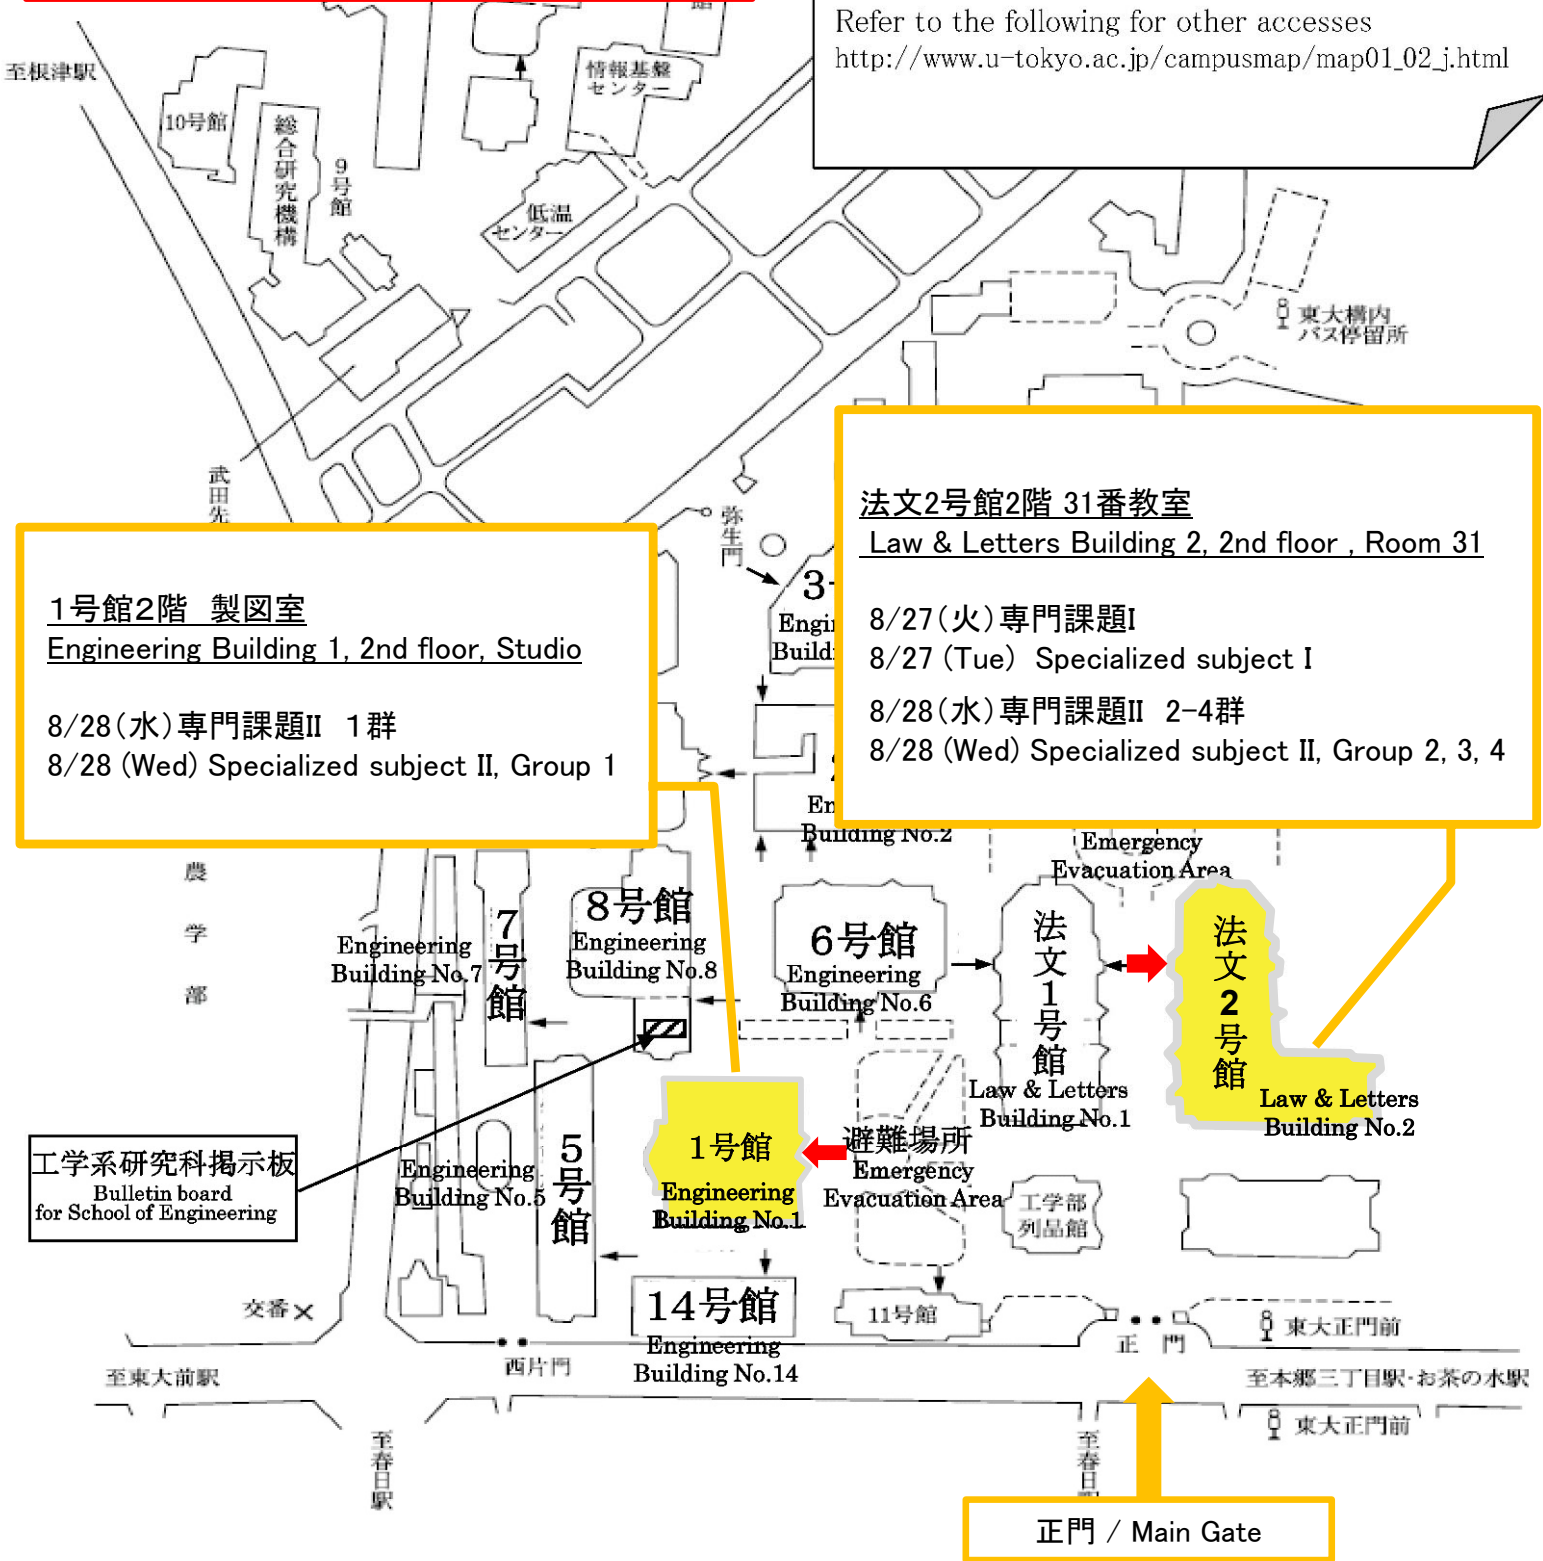 Refer to the following for other accesses
http://www.u-tokyo.ac.jp/campusmap/map01_02_j.html
至根津駅
10号館
総合研究機構
9号館
館
情報基盤
センター
低温
センター
東大構内
バス停留所
武田先
弥生門
1号館2階　製図室
Engineering Building 1, 2nd floor, Studio
8/28(水)専門課題II　1群
8/28 (Wed) Specialized subject II, Group 1
法文2号館2階 31番教室
Law & Letters Building 2, 2nd floor , Room 31
8/27(火)専門課題I
8/27 (Tue) Specialized subject I
8/28(水)専門課題II　2-4群
8/28 (Wed) Specialized subject II, Group 2, 3, 4
Building No.2
Emergency
Evacuation Area
農学部
7号館
Engineering
Building No.7
8号館
Engineering
Building No.8
6号館
Engineering
Building No.6
法文1号館
Law & Letters
Building No.1
法文2号館
Law & Letters
Building No.2
工学系研究科掲示板
Bulletin board
for School of Engineering
5号館
Engineering
Building No.5
1号館
Engineering
Building No.1
避難場所
Emergency
Evacuation Area
工学部
列品館
交番
14号館
Engineering
Building No.14
11号館
正門
東大正門前
至東大前駅
西片門
至本郷三丁目駅・お茶の水駅
東大正門前
至春日駅
至春日
正門 / Main Gate